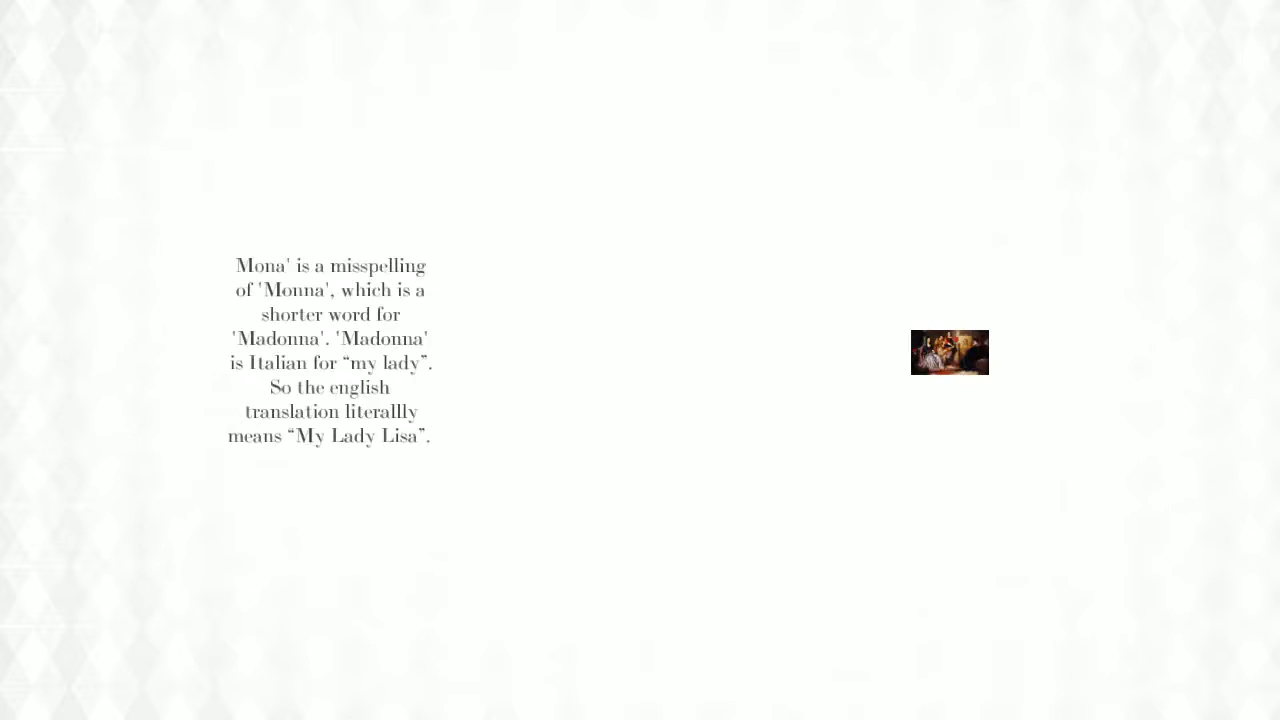 Mona' is a misspelling
of 'Monna', which is a
shorter word for
'Madonna'. 'Madonna'
is Italian for “my lady”.
So the english
translation literallly
means “My Lady Lisa”.